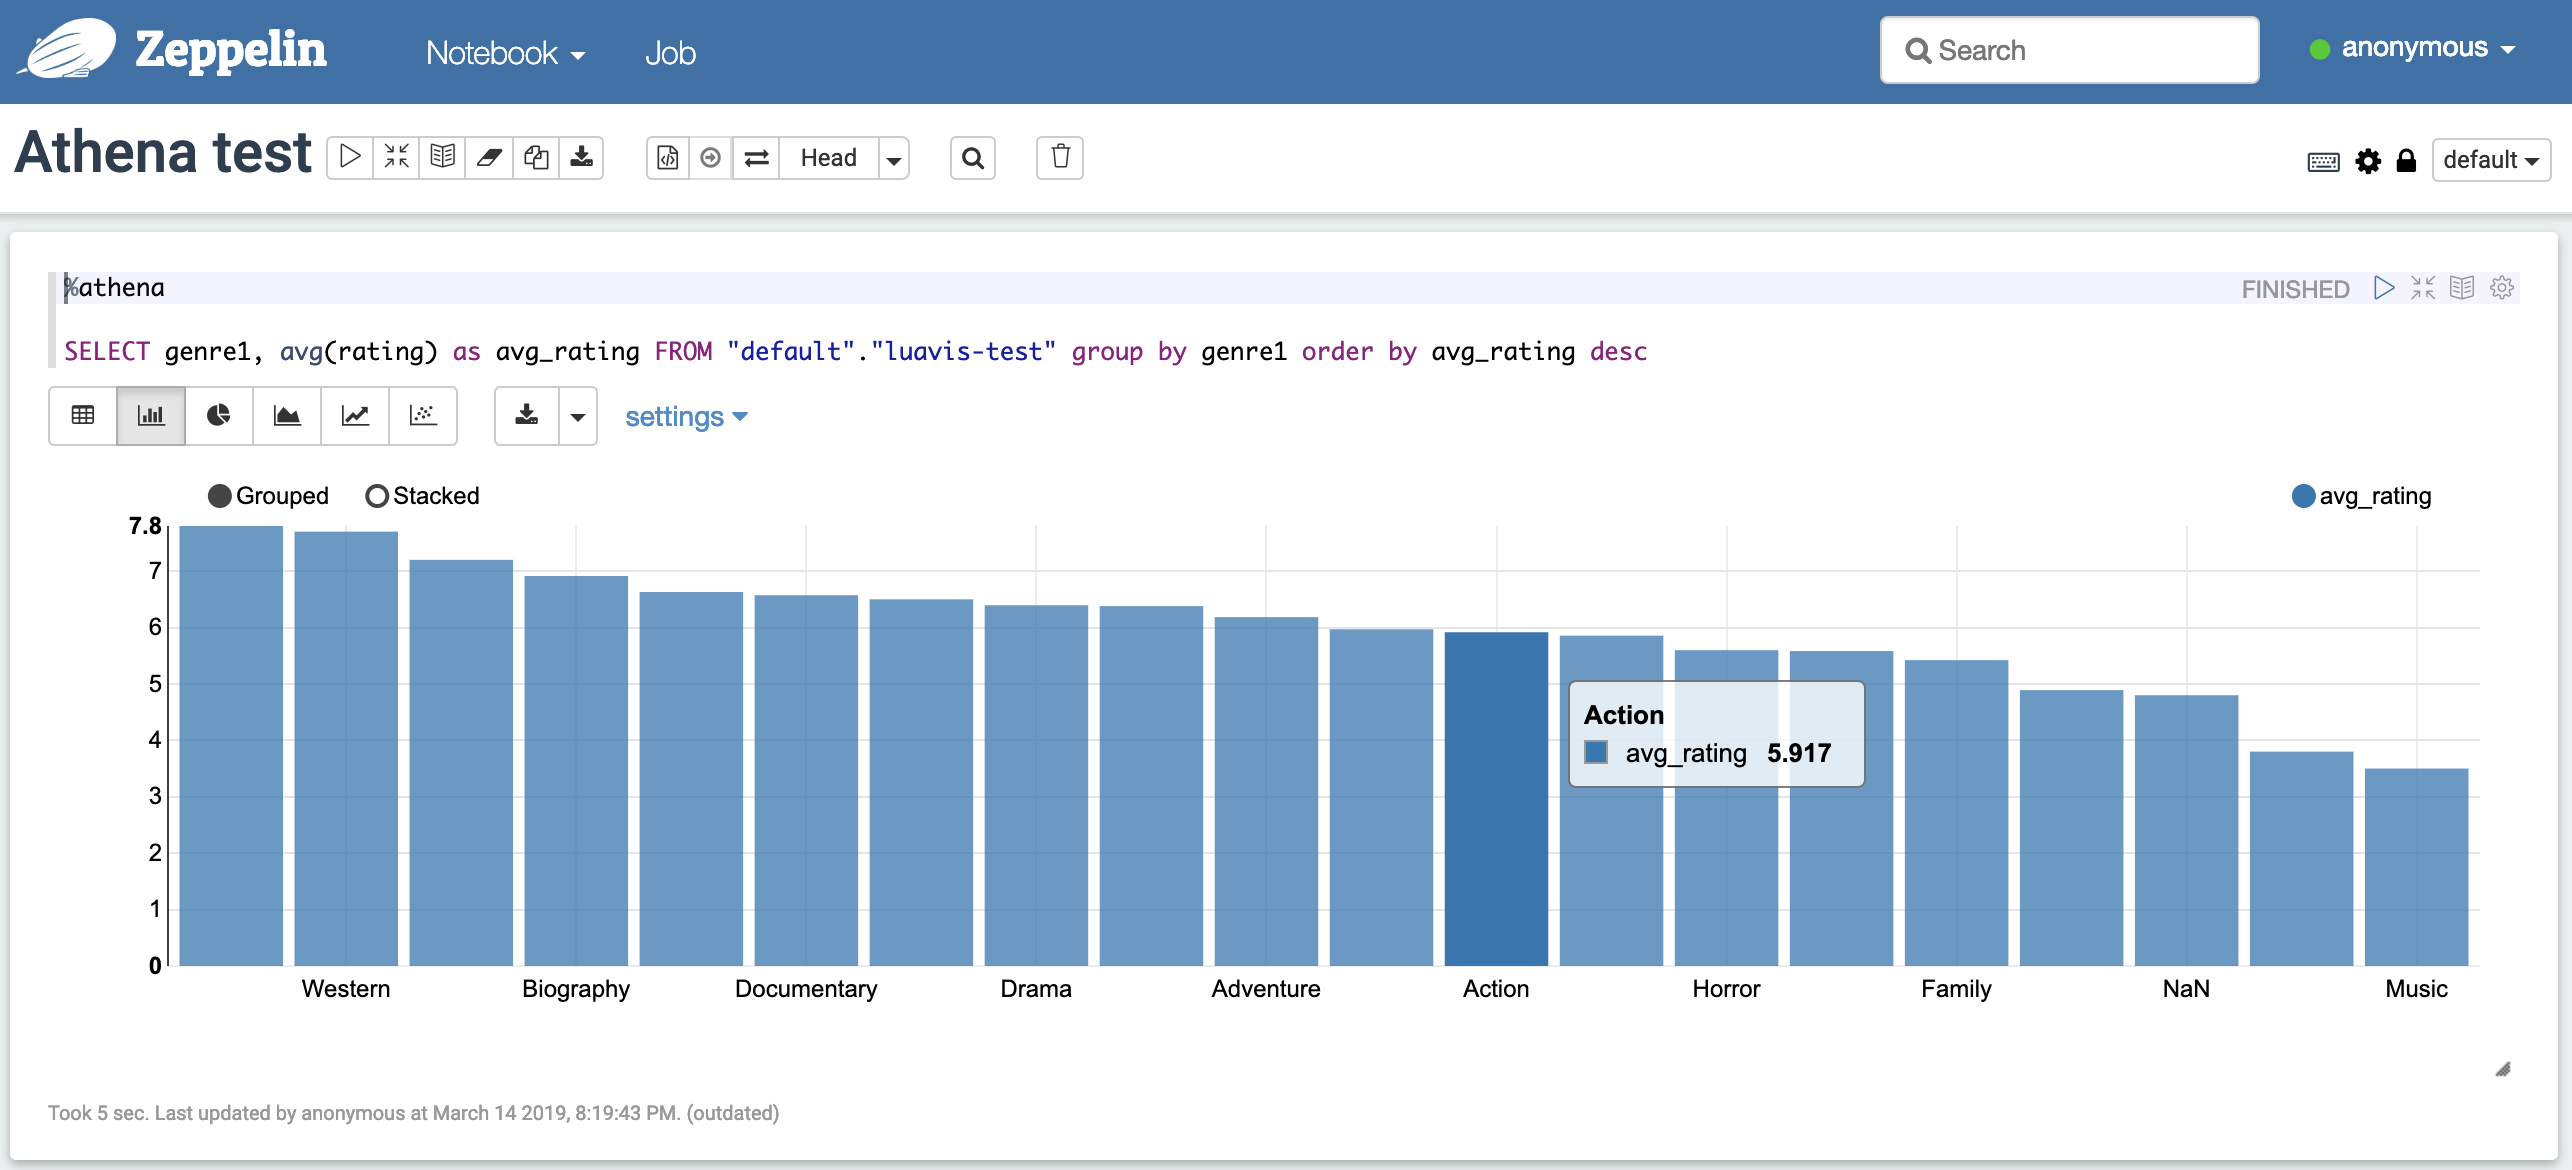 Zeppelin Notebook Job Search anonymous
Athena test Head default
%athena FINISHED
SELECT genre1, avg(rating) as avg_rating FROM "default"."luavis-test" group by genre1 order by avg_rating desc
settings
Grouped Stacked avg_rating
7.8
7
6
5
4
3
2
1
0
Action
avg_rating 5.917
Western Biography Documentary Drama Adventure Action Horror Family NaN Music
Took 5 sec. Last updated by anonymous at March 14 2019, 8:19:43 PM. (outdated)